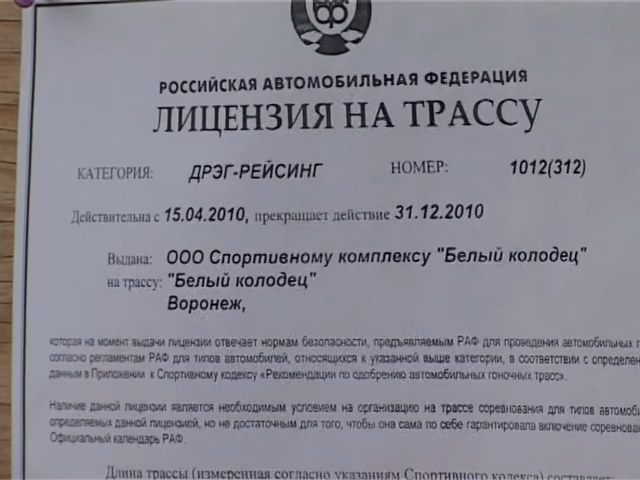 РОССИЙСКАЯ АВТОМОБИЛЬНАЯ ФЕДЕРАЦИЯ
ЛИЦЕНЗИЯ НА ТРАССУ
КАТЕГОРИЯ: ДРЭГ-РЕЙСИНГ НОМЕР: 1012(312)
Действительна с 15.04.2010, прекращает действие 31.12.2010
Выдана: ООО Спортивному комплексу "Белый колодец"
на трассу: "Белый колодец"
Воронеж,
которая на момент выдачи лицензии отвечает нормам безопасности, предъявляемым РАФ для проведения автомобильных
согласно регламентам РАФ для типов автомобилей, относящихся к указанной выше категории, в соответствии с
данным в Приложении к Спортивному кодексу «Рекомендации по одобрению автомобильных гоночных трасс».
Наличие данной лицензии является необходимым условием на организацию на трассе соревнования для типов
определяемых данной лицензией, но не достаточным для того, чтобы она сама по себе гарантировала включение
Официальный календарь РАФ.
Длина трассы (измеренная согласно указаниям Спортивного кодекса) составляет: